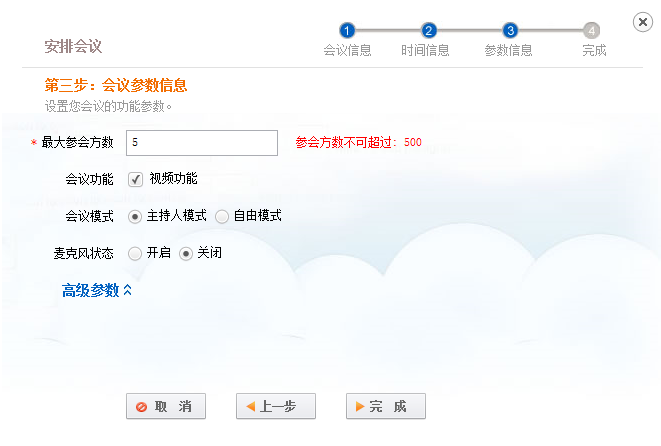 安排会议
1 2 3 4
会议信息 时间信息 参数信息 完成
第三步：会议参数信息
设置您会议的功能参数。
* 最大参会方数 5 参会方数不可超过：500
会议功能 视频功能
会议模式 主持人模式 自由模式
麦克风状态 开启 关闭
高级参数
取 消 上一步 完 成